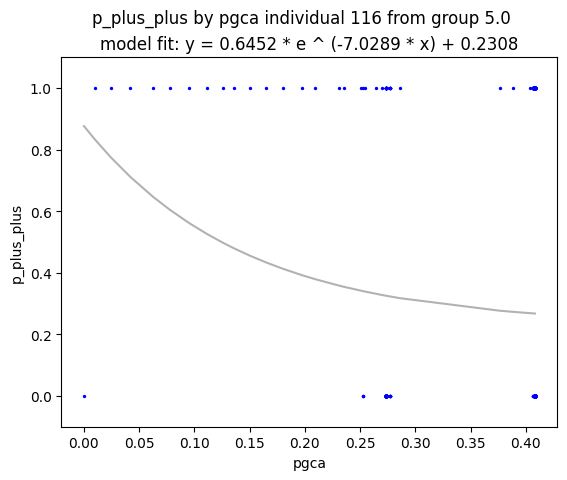 p_plus_plus by pgca individual 116 from group 5.0
model fit: y = 0.6452 * e ^ (-7.0289 * x) + 0.2308
1.0
0.8
0.6
0.4
0.2
0.0
p_plus_plus
0.00 0.05 0.10 0.15 0.20 0.25 0.30 0.35 0.40
pgca